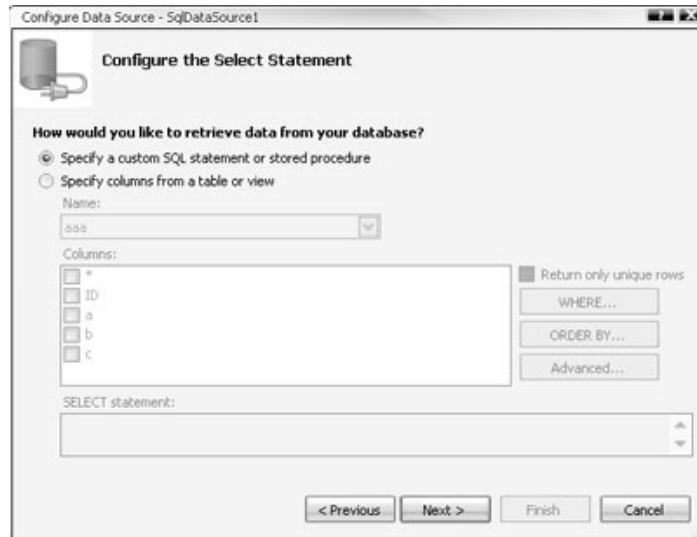 Configure Data Source - SqlDataSource1
Configure the Select Statement
How would you like to retrieve data from your database?
Specify a custom SQL statement or stored procedure
Specify columns from a table or view
Name:
aaa
Columns:
*
ID
a
b
c
Return only unique rows
WHERE...
ORDER BY...
Advanced...
SELECT statement:
< Previous
Next >
Finish
Cancel